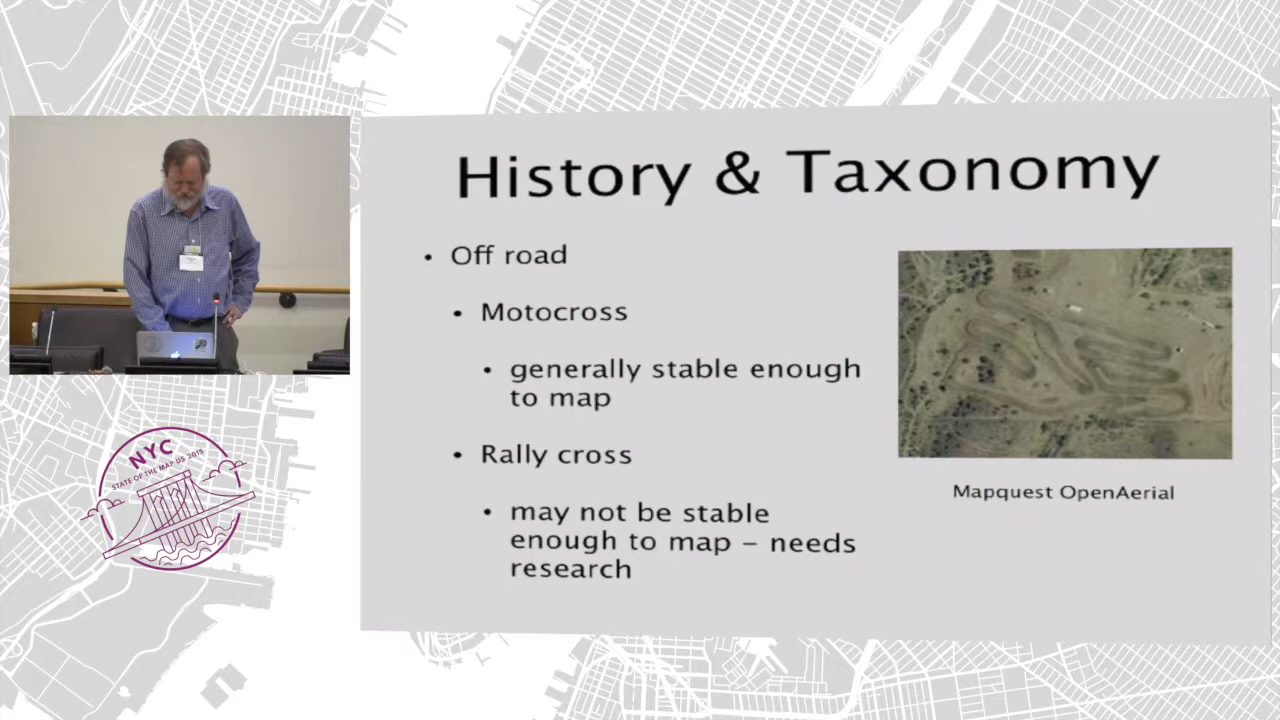 History & Taxonomy
• Off road
• Motocross
• generally stable enough
to map
• Rally cross
• may not be stable
enough to map – needs
research
Mapquest OpenAerial
NYC
STATE OF THE MAP US 2015